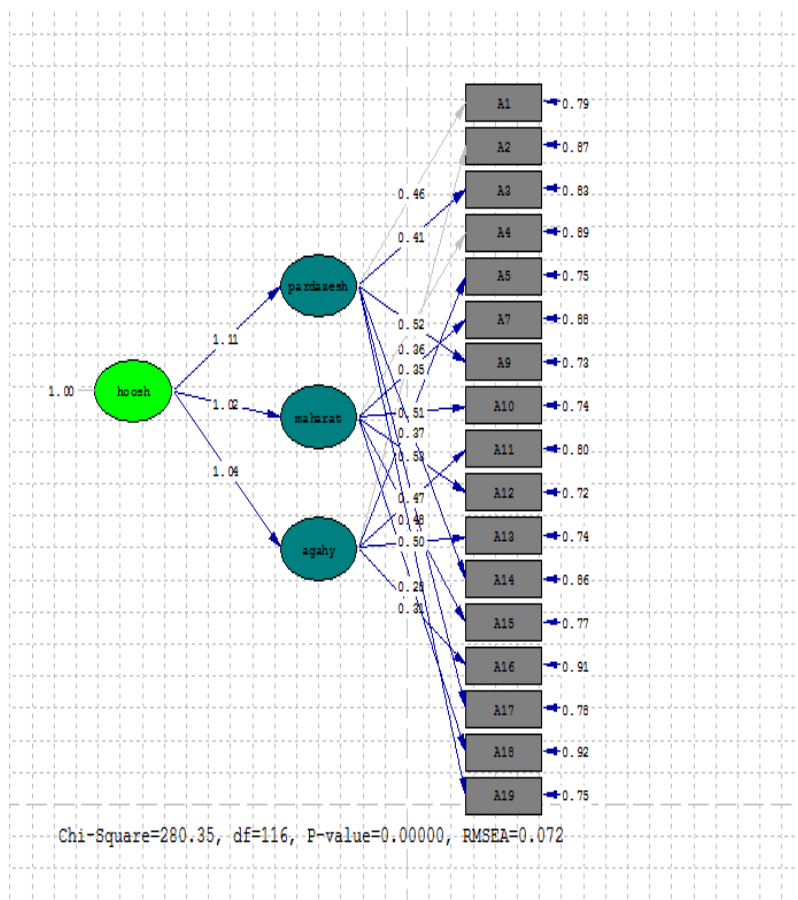 A1 0.79
A2 0.87
A3 0.83
0.46
A4 0.89
0.41
A5 0.75
pardazesh
A7 0.88
0.52
1.11
0.36
A9 0.73
0.35
1.00 hoosh
1.02
A10 0.74
0.51
maharat
0.37
A11 0.80
0.53
1.04
A12 0.72
0.47
A13 0.74
0.50
agahy
A14 0.86
0.31
A15 0.77
A16 0.91
A17 0.78
A18 0.92
A19 0.75
Chi-Square=280.35, df=116, P-value=0.00000, RMSEA=0.072